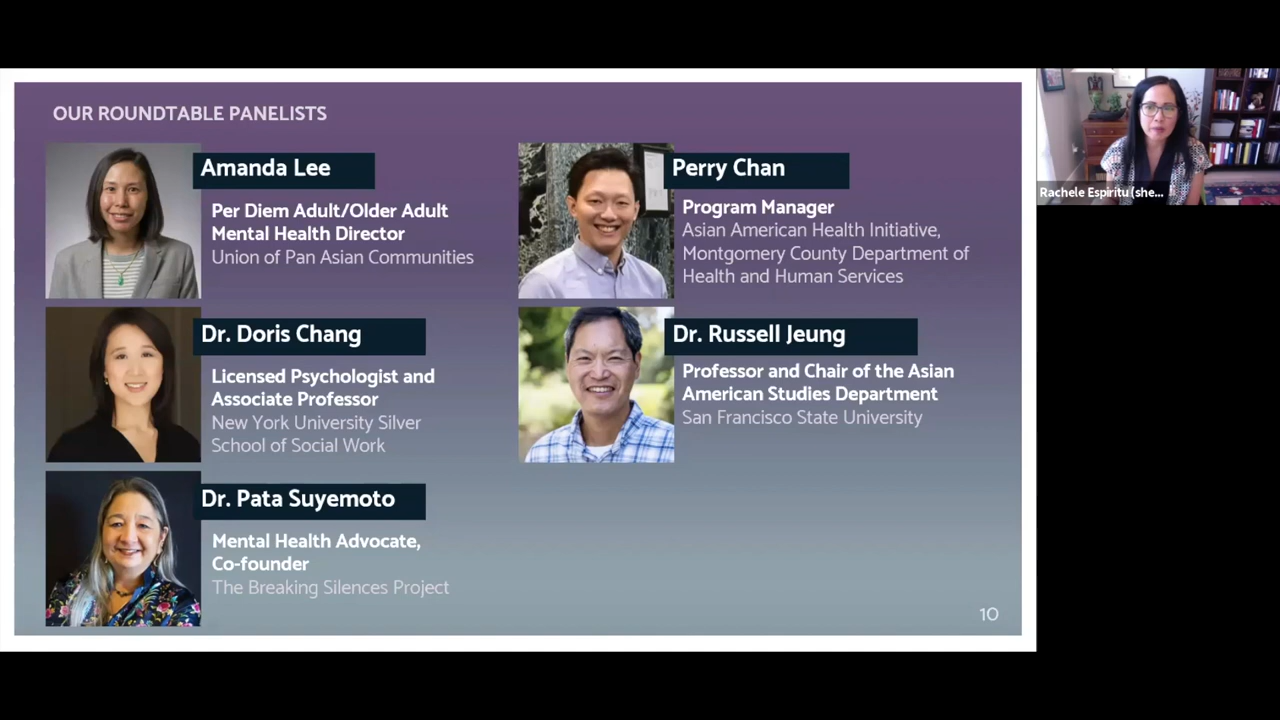 OUR ROUNDTABLE PANELISTS
Amanda Lee
Per Diem Adult/Older Adult
Mental Health Director
Union of Pan Asian Communities
Perry Chan
Program Manager
Asian American Health Initiative,
Montgomery County Department of
Health and Human Services
Dr. Doris Chang
Licensed Psychologist and
Associate Professor
New York University Silver
School of Social Work
Dr. Russell Jeung
Professor and Chair of the Asian
American Studies Department
San Francisco State University
Dr. Pata Suyemoto
Mental Health Advocate,
Co-founder
The Breaking Silences Project
10
Rachele Espiritu (she...